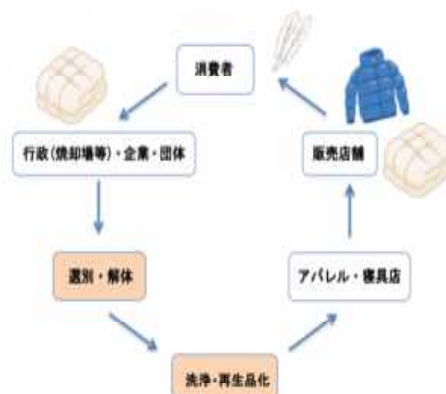 消費者
行政(焼却場等)・企業・団体
販売店舗
選別・解体
アパレル・寝具店
洗浄・再生品化